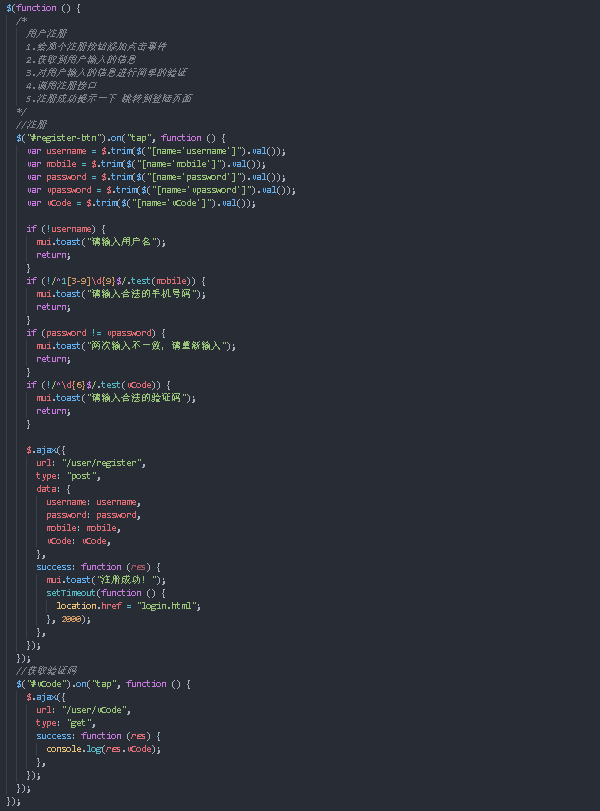 $(function () {
/*
用户注册
1.给那个注册按钮添加点击事件
2.获取到用户输入的信息
3.对用户输入的信息进行简单的验证
4.调用注册接口
5.注册成功提示一下 跳转到登陆页面
*/
//注册
$("#register-btn").on("tap", function () {
var username = $.trim($("[name='username']").val());
var mobile = $.trim($("[name='mobile']").val());
var password = $.trim($("[name='password']").val());
var vpassword = $.trim($("[name='vpassword']").val());
var vCode = $.trim($("[name='vCode']").val());
if (!username) {
mui.toast("请输入用户名");
return;
}
if (!/^1[3-9]\d{9}$/.test(mobile)) {
mui.toast("请输入合法的手机号码");
return;
}
if (password != vpassword) {
mui.toast("两次输入不一致, 请重新输入");
return;
}
if (!/^\d{6}$/.test(vCode)) {
mui.toast("请输入合法的验证码");
return;
}
$.ajax({
url: "/user/register",
type: "post",
data: {
username: username,
password: password,
mobile: mobile,
vCode: vCode,
},
success: function (res) {
mui.toast("注册成功! ");
setTimeout(function () {
location.href = "login.html";
}, 2000);
},
});
});
//获取验证码
$("#vCode").on("tap", function () {
$.ajax({
url: "/user/vCode",
type: "get",
success: function (res) {
console.log(res.vCode);
},
});
});
});